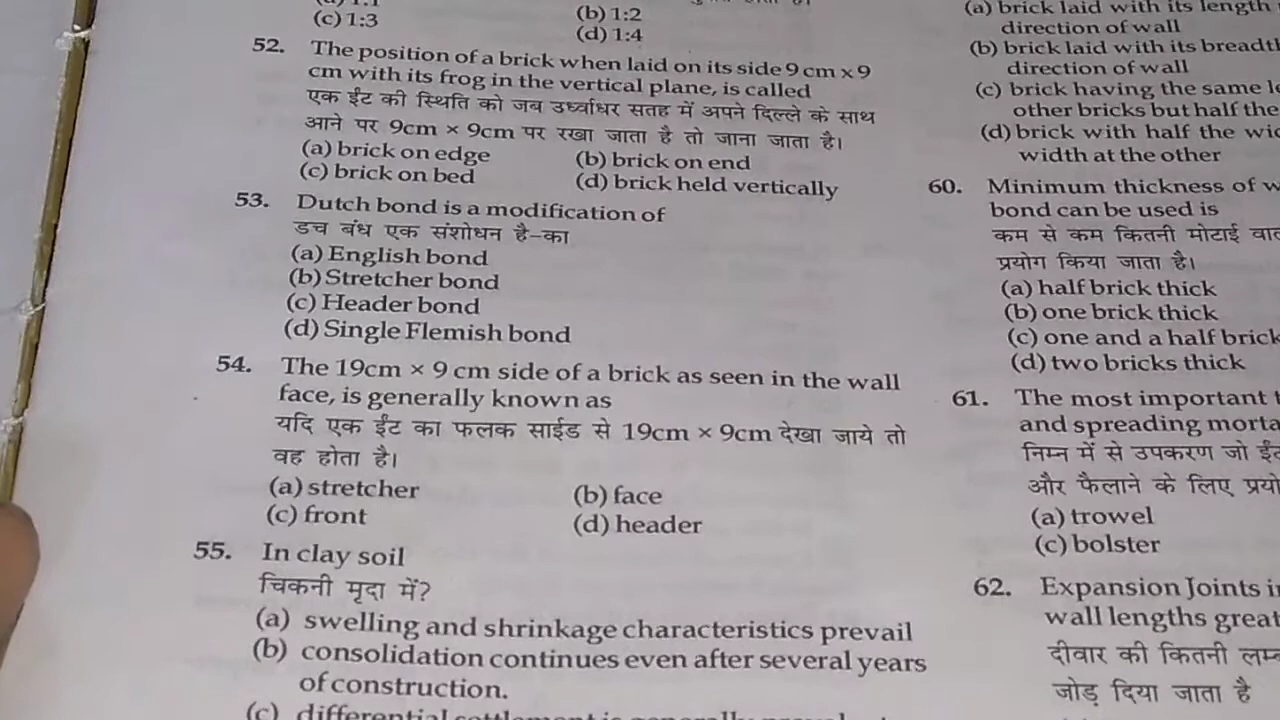 (c) 1:3
(b) 1:2
(d) 1:4
52. The position of a brick when laid on its side 9 cm x 9
cm with its frog in the vertical plane, is called
एक ईंट की स्थिति को जब उर्ध्वाधर सतह में अपने दिल्ले के साथ
आने पर 9cm × 9cm पर रखा जाता है तो जाना जाता है।
(a) brick on edge (b) brick on end
(c) brick on bed (d) brick held vertically
53. Dutch bond is a modification of
डच बंध एक संशोधन है-का
(a) English bond
(b) Stretcher bond
(c) Header bond
(d) Single Flemish bond
54. The 19cm × 9 cm side of a brick as seen in the wall
face, is generally known as
यदि एक ईंट का फलक साईड से 19cm × 9cm देखा जाये तो
वह होता है।
(a) stretcher (b) face
(c) front (d) header
55. In clay soil
चिकनी मृदा में?
(a) swelling and shrinkage characteristics prevail
(b) consolidation continues even after several years
of construction.
(c) differential settlement is generally
(a) brick laid with its length
direction of wall
(b) brick laid with its
direction of wall
(c) brick having the same
other bricks but half the
(d) brick with half the
width at the other
60. Minimum thickness of
bond can be used is
कम से कम कितनी मोटाई
प्रयोग किया जाता है।
(a) half brick thick
(b) one brick thick
(c) one and a half brick
(d) two bricks thick
61. The most important
and spreading
निम्न में से उपकरण जो
और फैलाने के लिए
(a) trowel
(c) bolster
62. Expansion Joints
wall lengths
दीवार की कितनी
जोड़ दिया जाता है